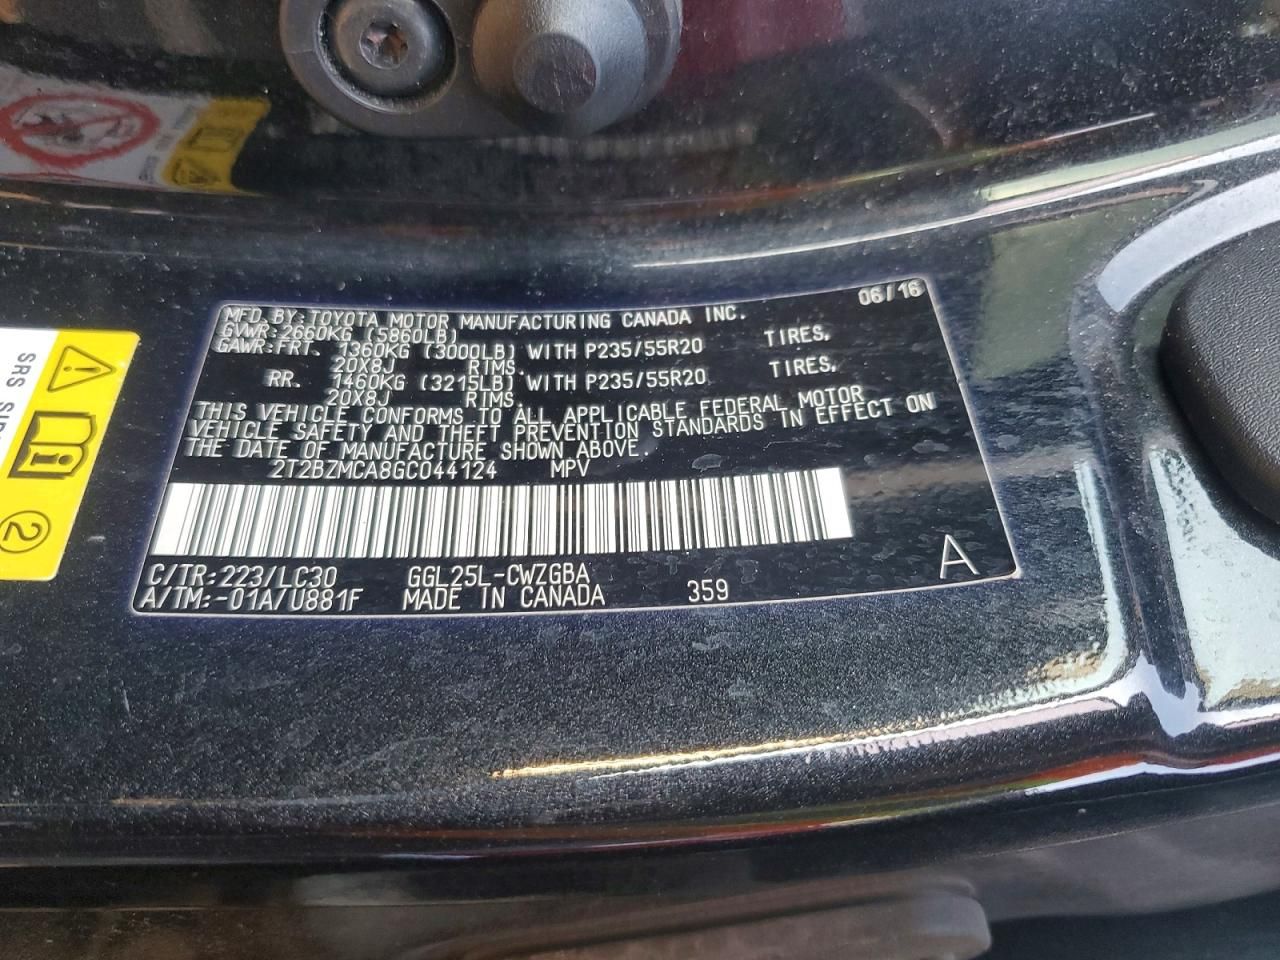 MFD. BY: TOYOTA MOTOR MANUFACTURING CANADA INC. 06/16
GVWR: 2660KG (5860LB)
GAWR: FRT. 1360KG (3000LB) WITH P235/55R20 TIRES,
20X8J RIMS.
RR. 1460KG (3215LB) WITH P235/55R20 TIRES,
20X8J RIMS.
THIS VEHICLE CONFORMS TO ALL APPLICABLE FEDERAL MOTOR
VEHICLE SAFETY AND THEFT PREVENTION STANDARDS IN EFFECT ON
THE DATE OF MANUFACTURE SHOWN ABOVE.
2T2BZMCA8GC044124 MPV
C/TR: 223/LC30 GGL25L-CWZGBA
A/TM: -01A/U881F MADE IN CANADA 359
A
SRS
2